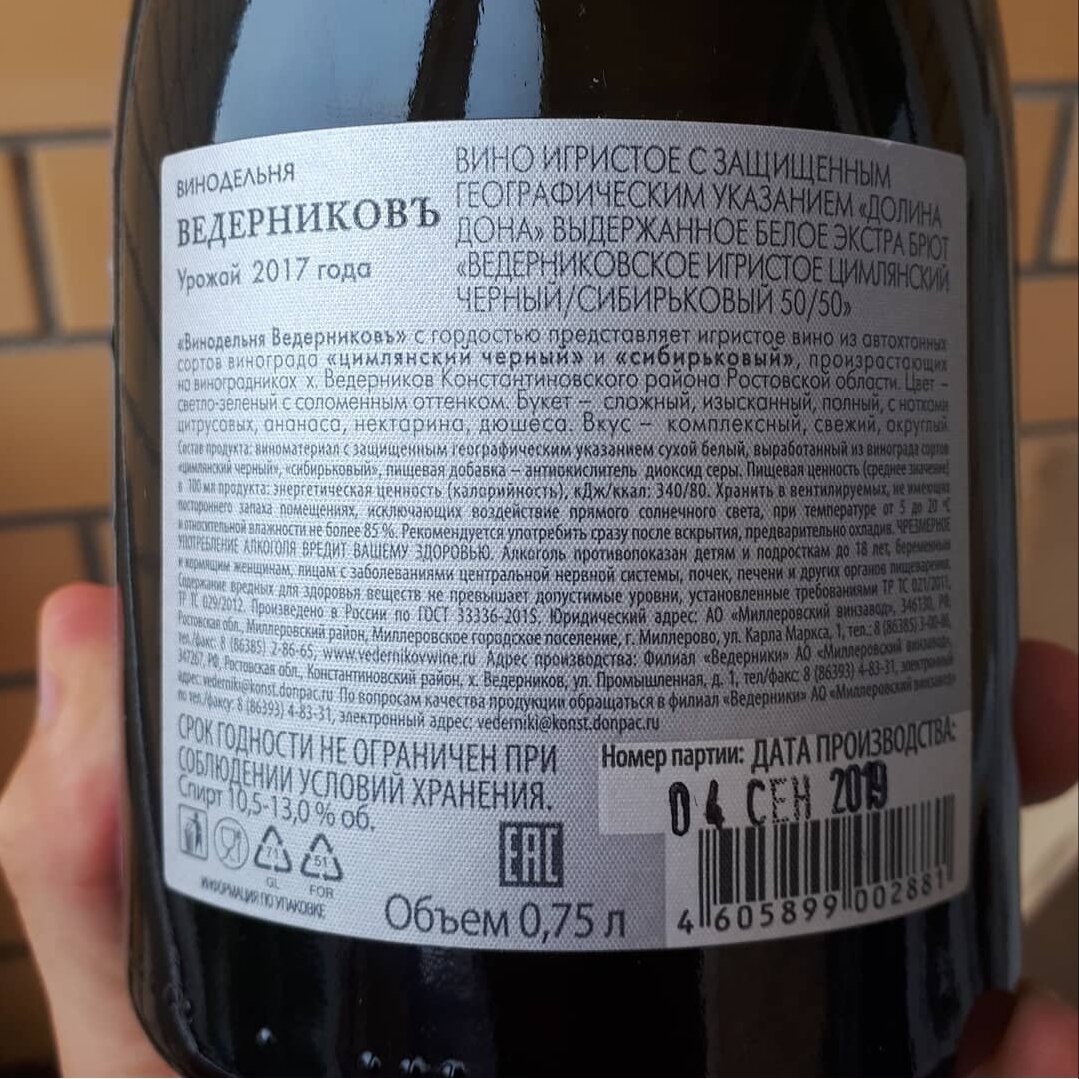 ВИНОДЕЛЬНЯ
ВЕДЕРНИКОВЪ
Урожай 2017 года
ВИНО ИГРИСТОЕ С ЗАЩИЩЕННЫМ
ГЕОГРАФИЧЕСКИМ УКАЗАНИЕМ «ДОЛИНА
ДОНА» ВЫДЕРЖАННОЕ БЕЛОЕ ЭКСТРА БРЮТ
«ВЕДЕРНИКОВСКОЕ ИГРИСТОЕ ЦИМЛЯНСКИЙ
ЧЕРНЫЙ/СИБИРЬКОВЫЙ 50/50»
«Винодельня Ведерниковъ» с гордостью представляет игристое вино из автохтонных
сортов винограда «цимлянский черный» и «сибирьковый», произрастающих
на виноградниках х. Ведерников Константиновского района Ростовской области. Цвет –
светло-зеленый с соломенным оттенком. Букет – сложный, изысканный, полный, с нотками
цитрусовых, ананаса, нектарина, дюшеса. Вкус – комплексный, свежий, округлый.
Состав продукта: виноматериал с защищенным географическим указанием сухой белый, выработанный из винограда сортов
«цимлянский черный», «сибирьковый», пищевая добавка – антиокислитель диоксид серы. Пищевая ценность (среднее значение)
в 100 мл продукта: энергетическая ценность (калорийность), кДж/ккал: 340/80. Хранить в вентилируемых, не имеющих
постороннего запаха помещениях, исключающих воздействие прямого солнечного света, при температуре от 5 до 20 °С
и относительной влажности не более 85 %. Рекомендуется употребить сразу после вскрытия, предварительно охладив. ЧРЕЗМЕРНОЕ
УПОТРЕБЛЕНИЕ АЛКОГОЛЯ ВРЕДИТ ВАШЕМУ ЗДОРОВЬЮ. Алкоголь противопоказан детям и подросткам до 18 лет, беременным
и кормящим женщинам, лицам с заболеваниями центральной нервной системы, почек, печени и других органов пищеварения.
Содержание вредных для здоровья веществ не превышает допустимые уровни, установленные требованиями ТР ТС 021/2011,
ТР ТС 029/2012. Произведено в России по ГОСТ 33336-2015. Юридический адрес: АО «Миллеровский винзавод», 346130, РФ,
Ростовская обл., Миллеровский район, Миллеровское городское поселение, г. Миллерово, ул. Карла Маркса, 1, тел.: 8 (86385) 3-00-80,
тел./факс: 8 (86385) 2-86-65, www.vedernikovwine.ru Адрес производства: Филиал «Ведерники» АО «Миллеровский винзавод»,
347267, РФ, Ростовская обл., Константиновский район, х. Ведерников, ул. Промышленная, д. 1, тел/факс: 8 (86393) 4-83-31, электронный
адрес: vederniki@konst.donpac.ru По вопросам качества продукции обращаться в филиал «Ведерники» АО «Миллеровский винзавод»
по тел./факсу: 8 (86393) 4-83-31, электронный адрес: vederniki@konst.donpac.ru
СРОК ГОДНОСТИ НЕ ОГРАНИЧЕН ПРИ
СОБЛЮДЕНИИ УСЛОВИЙ ХРАНЕНИЯ.
Спирт 10,5-13,0 % об.
Номер партии: ДАТА ПРОИЗВОДСТВА:
04 СЕН 2019
71
GL
51
FOR
ИНФОРМАЦИЯ ПО УПАКОВКЕ
EAC
Объем 0,75 л
4 605899 002881